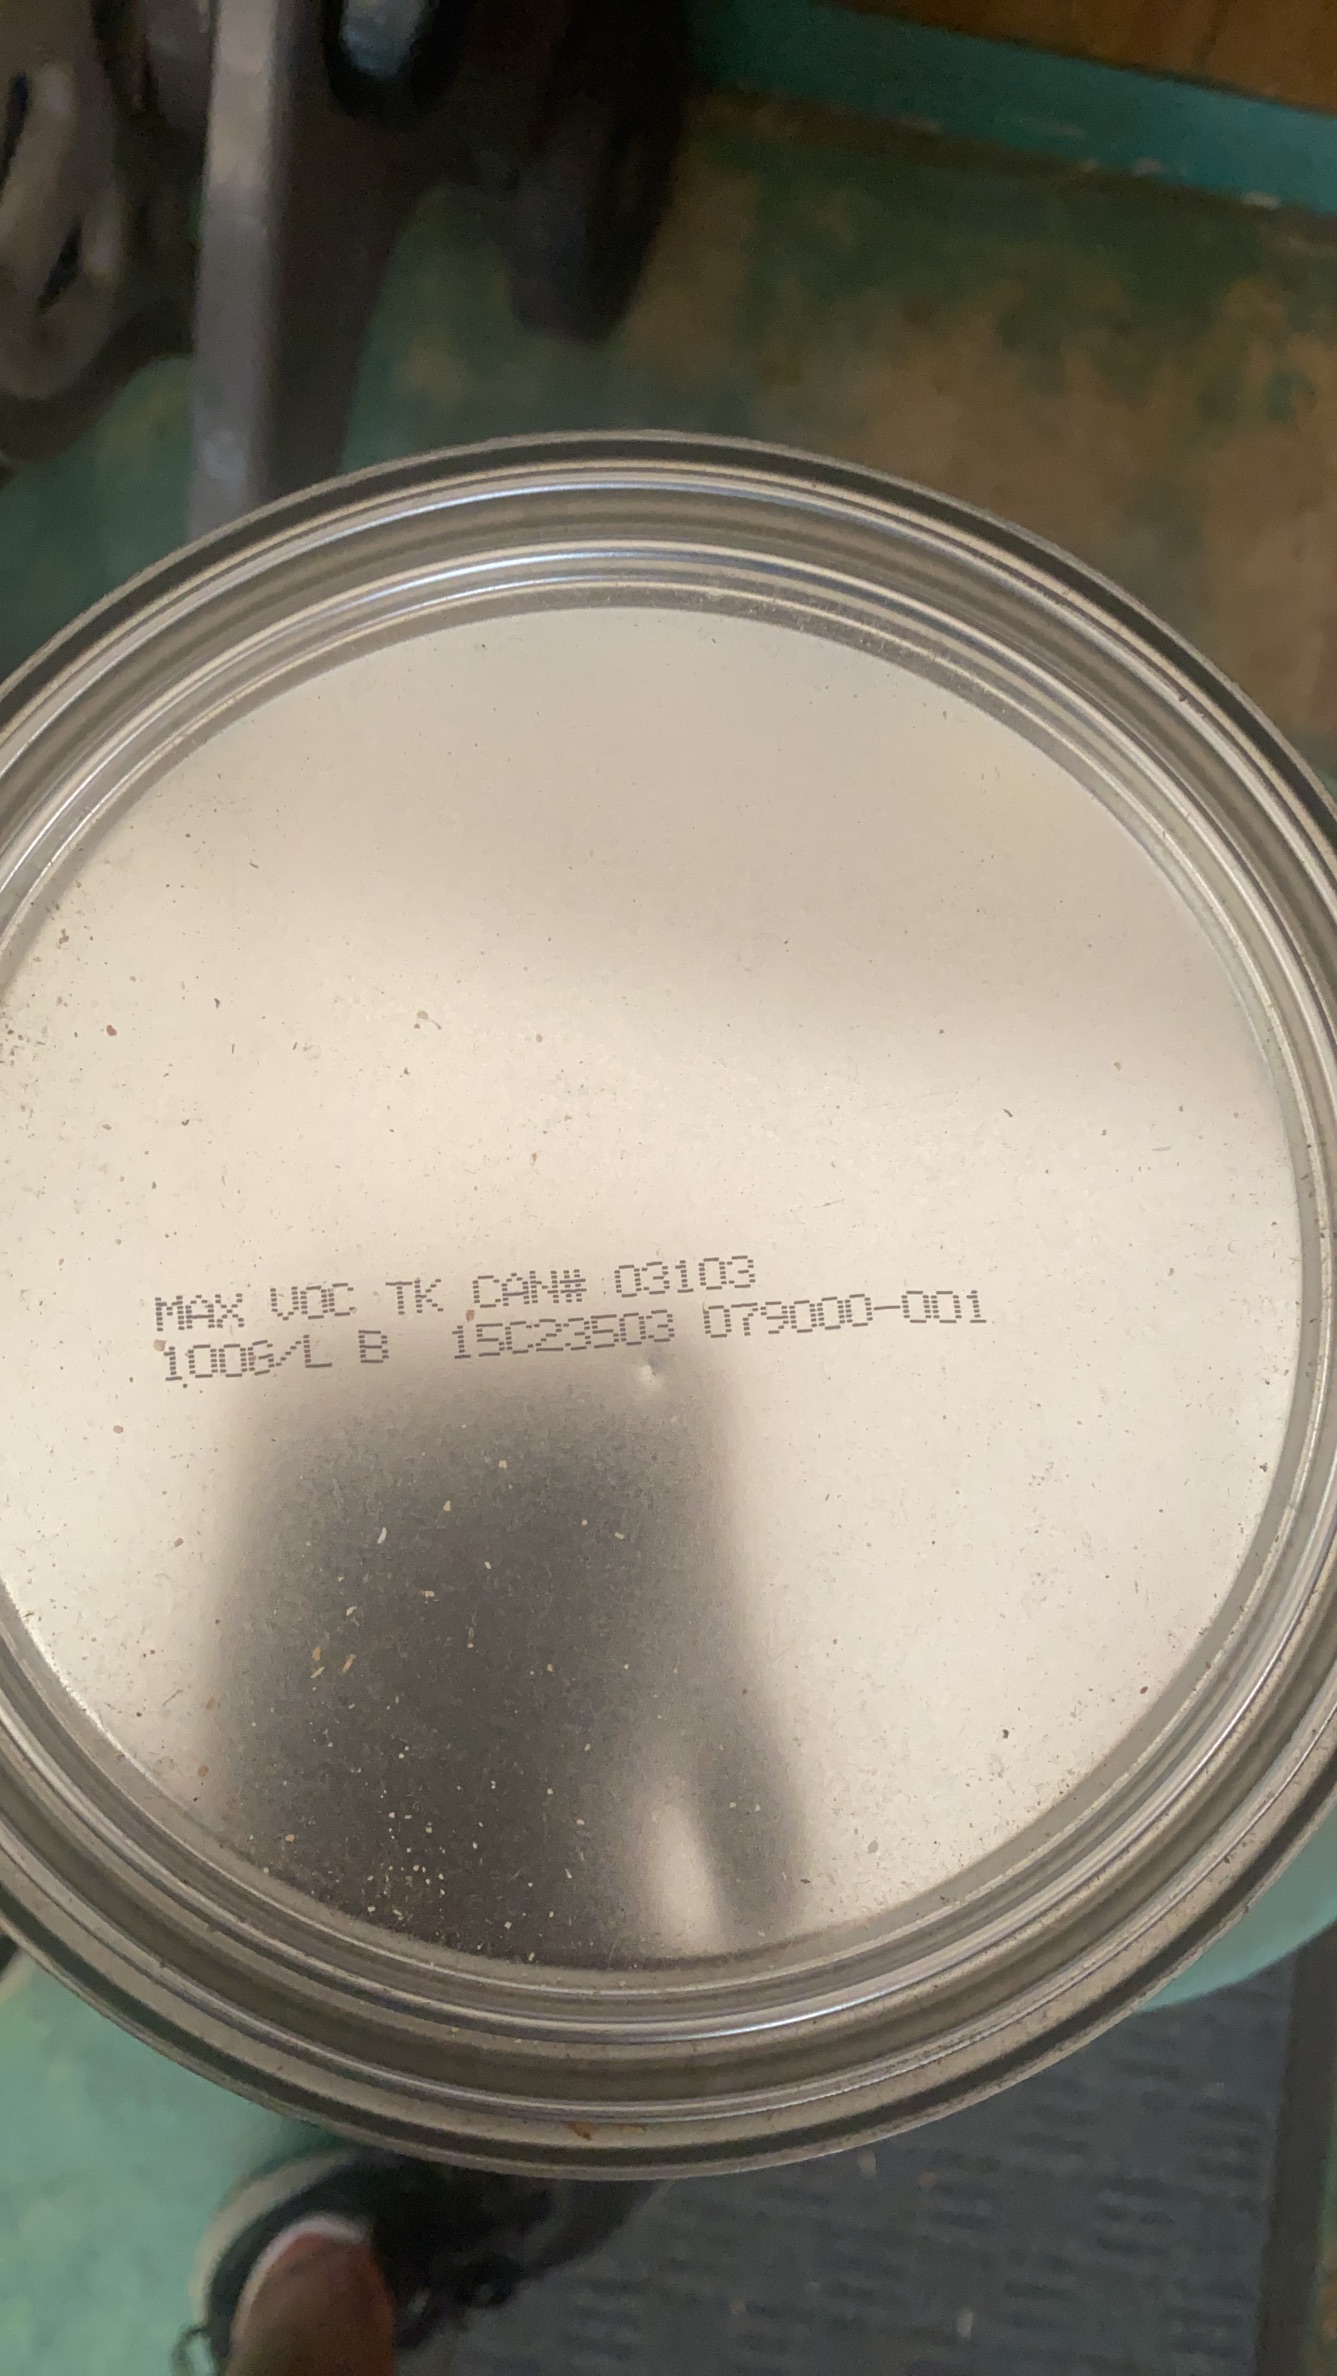 MAX VOC TK CAN# 03103
100G/L B 15C23503 079000-001